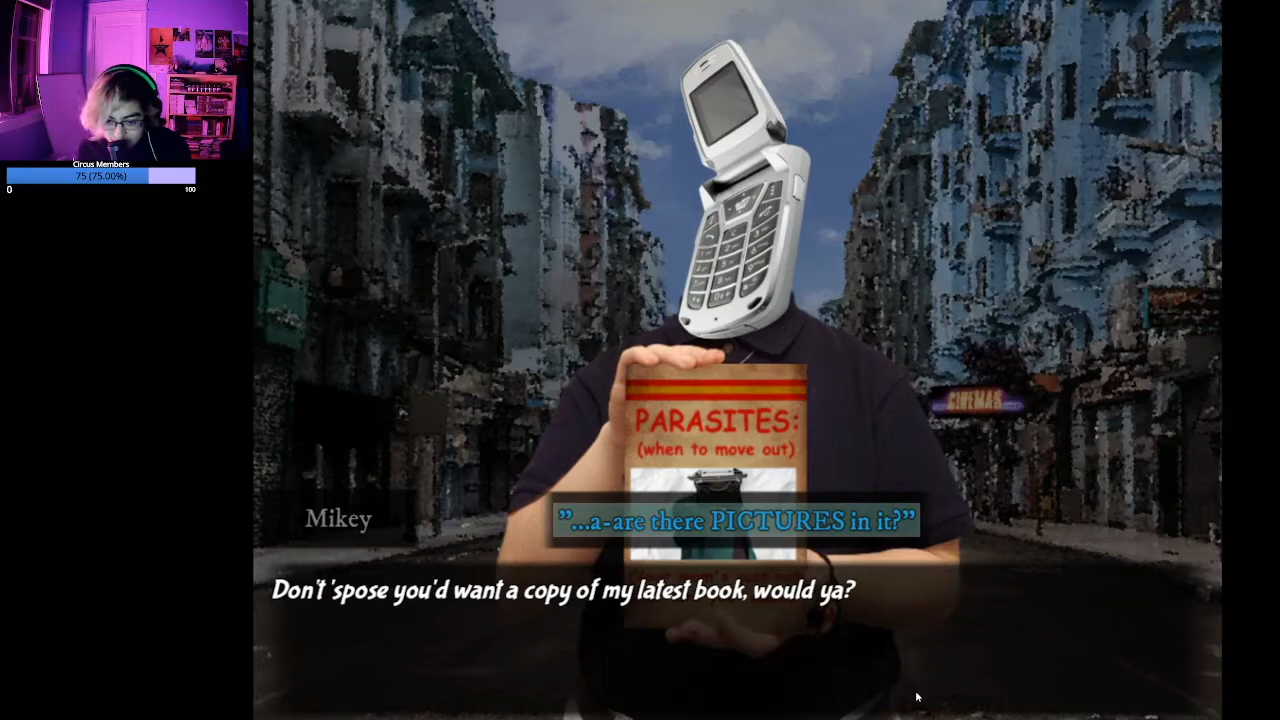 Circus Members
75 (75.00%)
0
100
PARASITES:
(when to move out)
CINEMAS
Mikey
"...a-are there PICTURES in it?"
Don't 'spose you'd want a copy of my latest book, would ya?